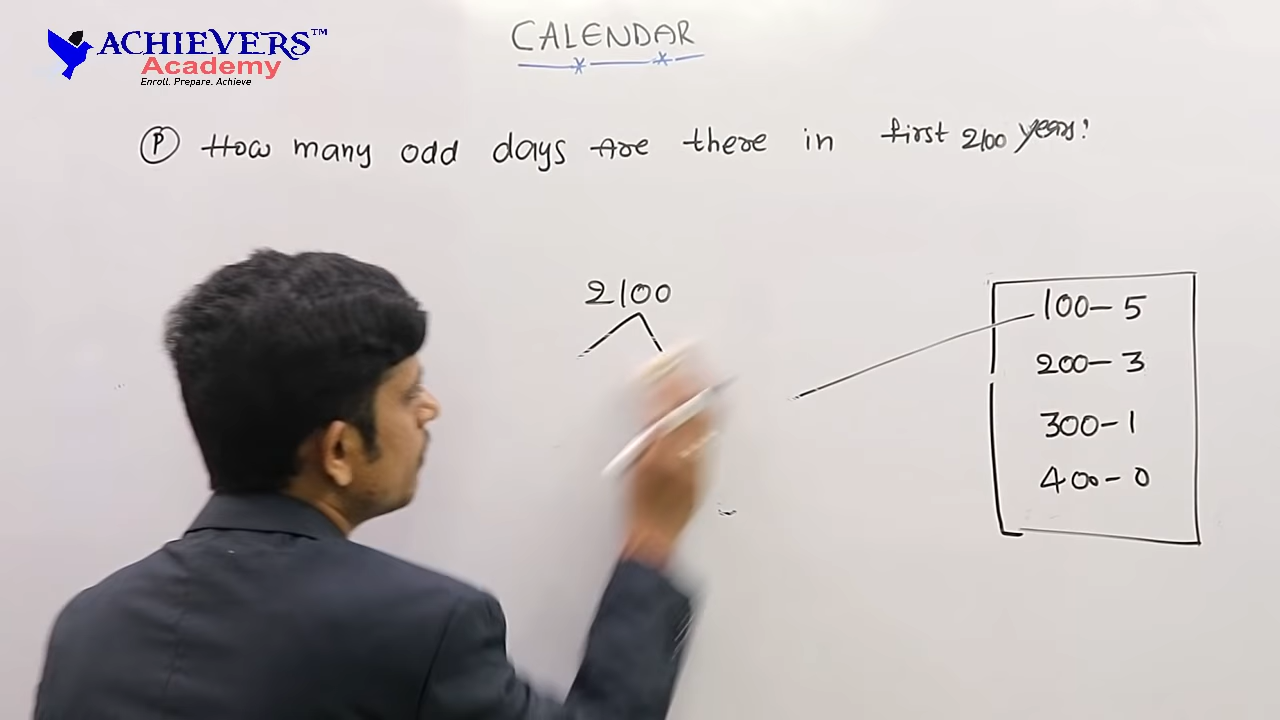 ACHIEVERS™
Academy
Enroll. Prepare. Achieve
CALENDAR
P How many odd days are there in first 2100 years?
2100
100-5
200-3
300-1
400-0